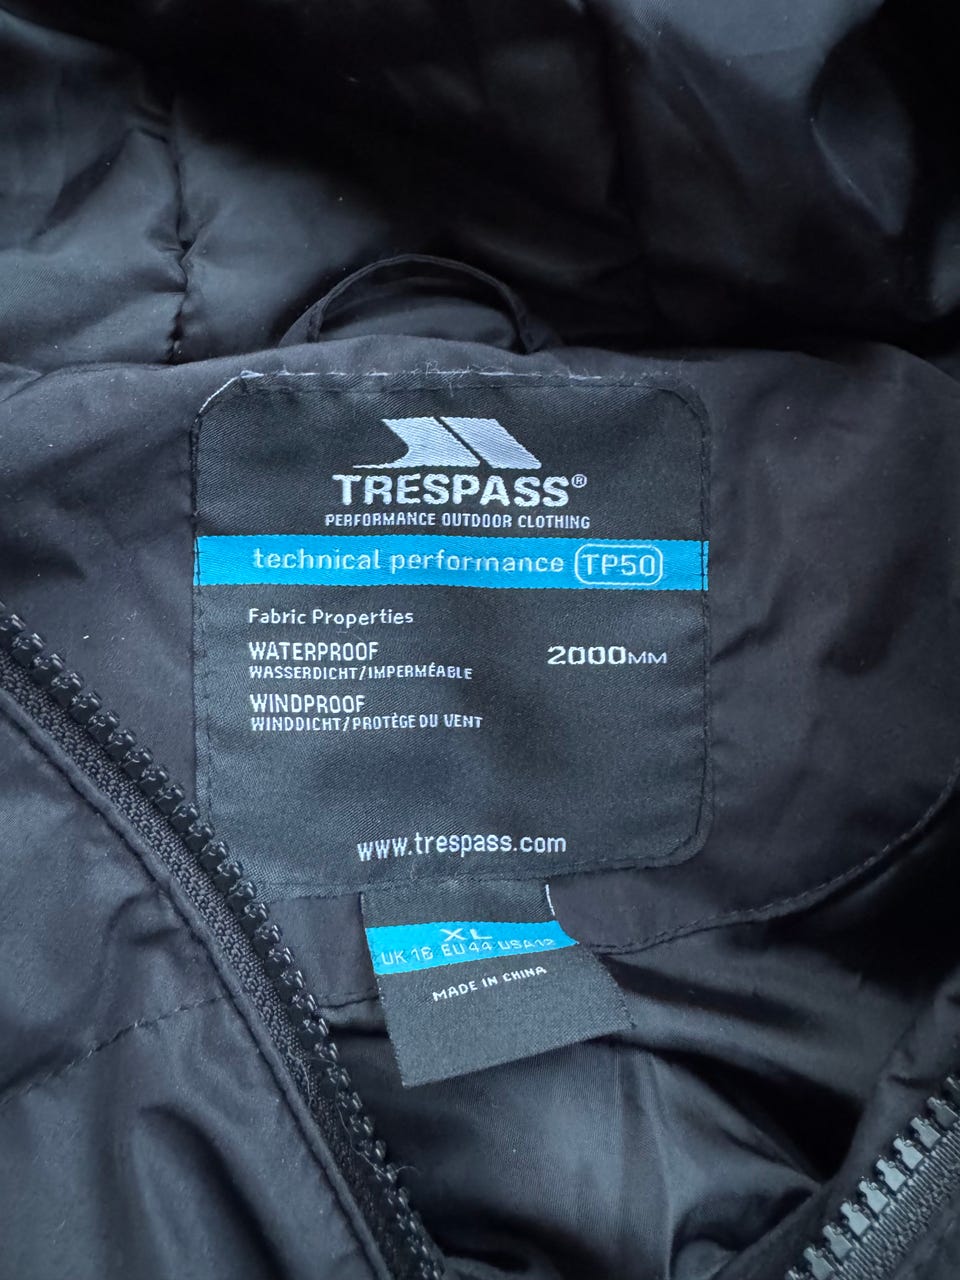 TRESPASS®
PERFORMANCE OUTDOOR CLOTHING
technical performance TP50
Fabric Properties
WATERPROOF 2000MM
WASSERDICHT/IMPERMÉABLE
WINDPROOF
WINDDICHT/PROTÈGE DU VENT
www.trespass.com
XL
UK 16 EU 44 USA 12
MADE IN CHINA